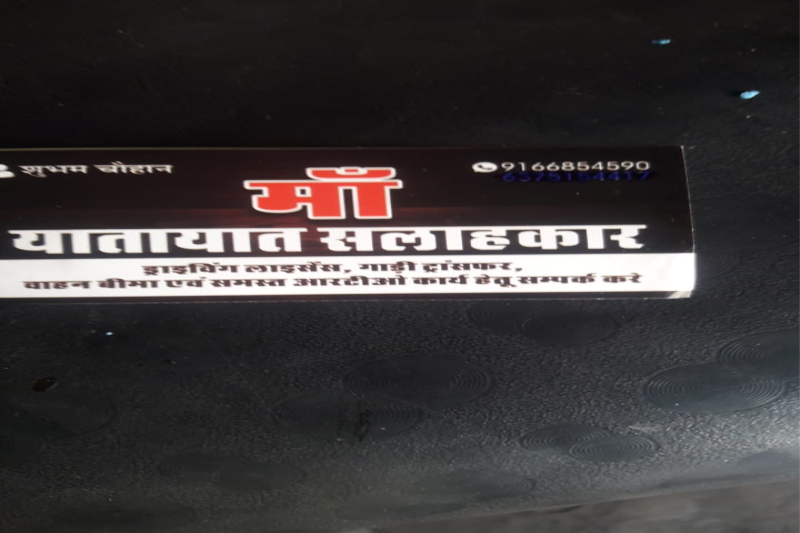 शुभम चौहान
9166854590
माँ
यातायात सलाहकार
ड्राइविंग लाइसेंस, गाड़ी ट्रांसफर,
वाहन बीमा एवं समस्त आरटीओ कार्य हेतू सम्पर्क करे